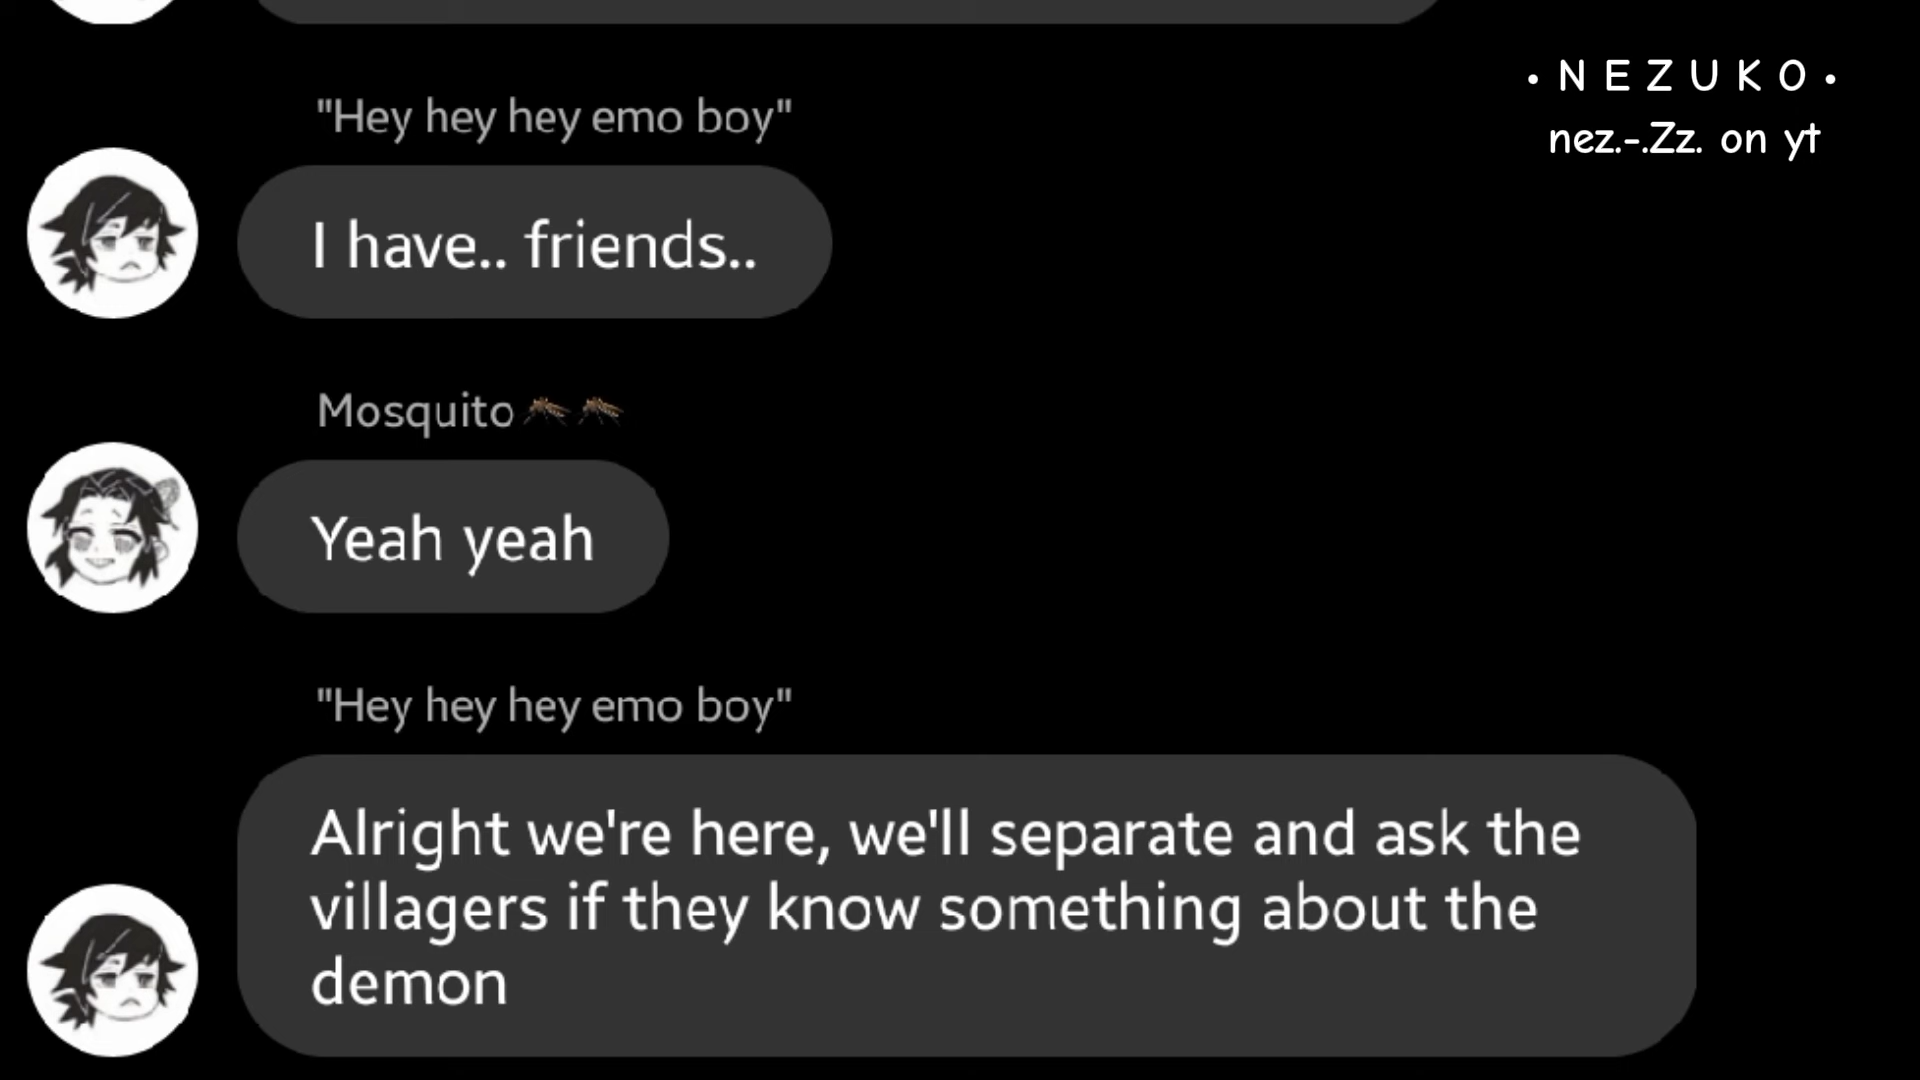 • N E Z U K O •
nez.-.Zz. on yt
"Hey hey hey emo boy"
I have.. friends..
Mosquito🦟🦟
Yeah yeah
"Hey hey hey emo boy"
Alright we're here, we'll separate and ask the
villagers if they know something about the
demon